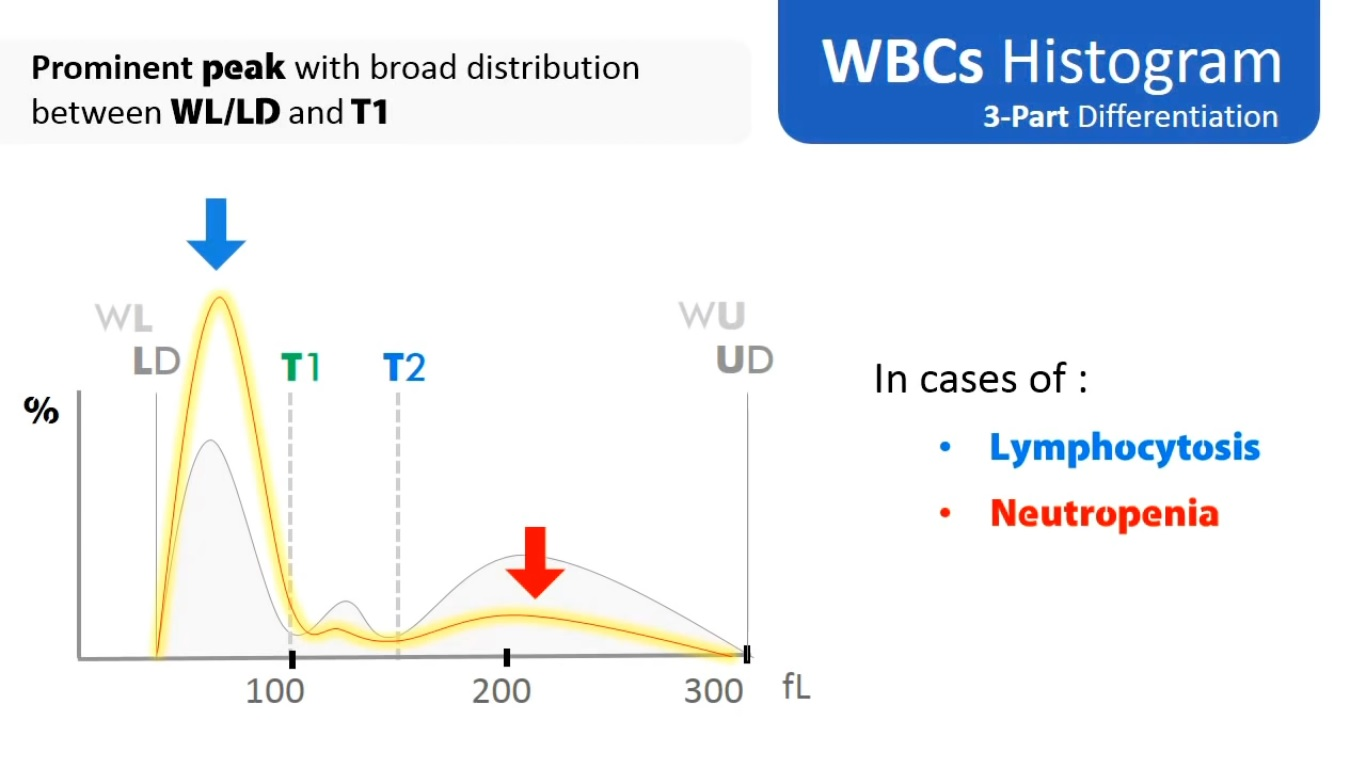 Prominent peak with broad distribution
between WL/LD and T1
WBCs Histogram
3-Part Differentiation
WL
LD
T1
T2
WU
UD
%
100
200
300
fL
In cases of :
• Lymphocytosis
• Neutropenia